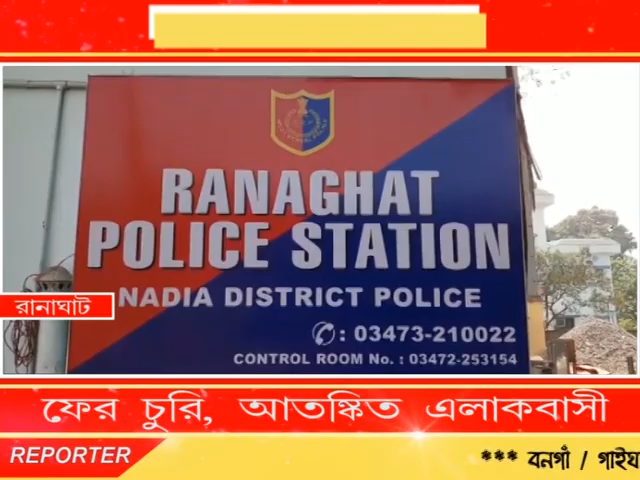 RANAGHAT
POLICE STATION
NADIA DISTRICT POLICE
রানাঘাট
: 03473-210022
CONTROL ROOM No. : 03472-253154
ফের চুরি, আতঙ্কিত এলাকবাসী
REPORTER
*** বনগাঁ / গাইঘ